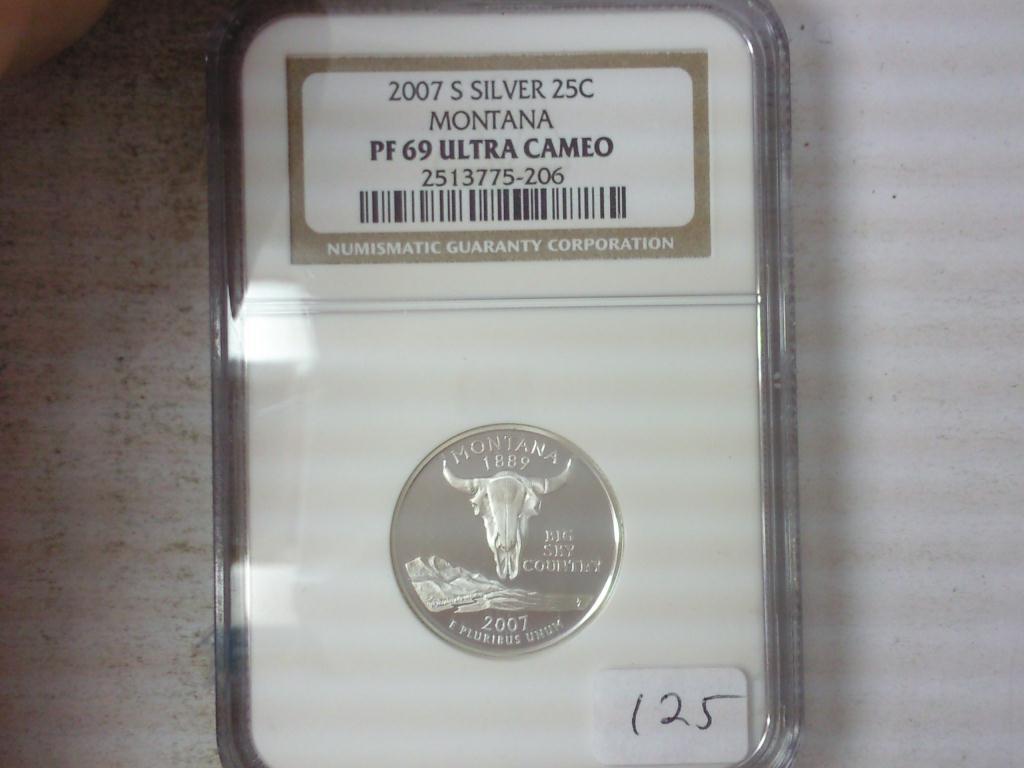 2007 S SILVER 25C
MONTANA
PF 69 ULTRA CAMEO
2513775-206
NUMISMATIC GUARANTY CORPORATION
MONTANA
1889
BIG
SKY
COUNTRY
2007
E PLURIBUS UNUM
125